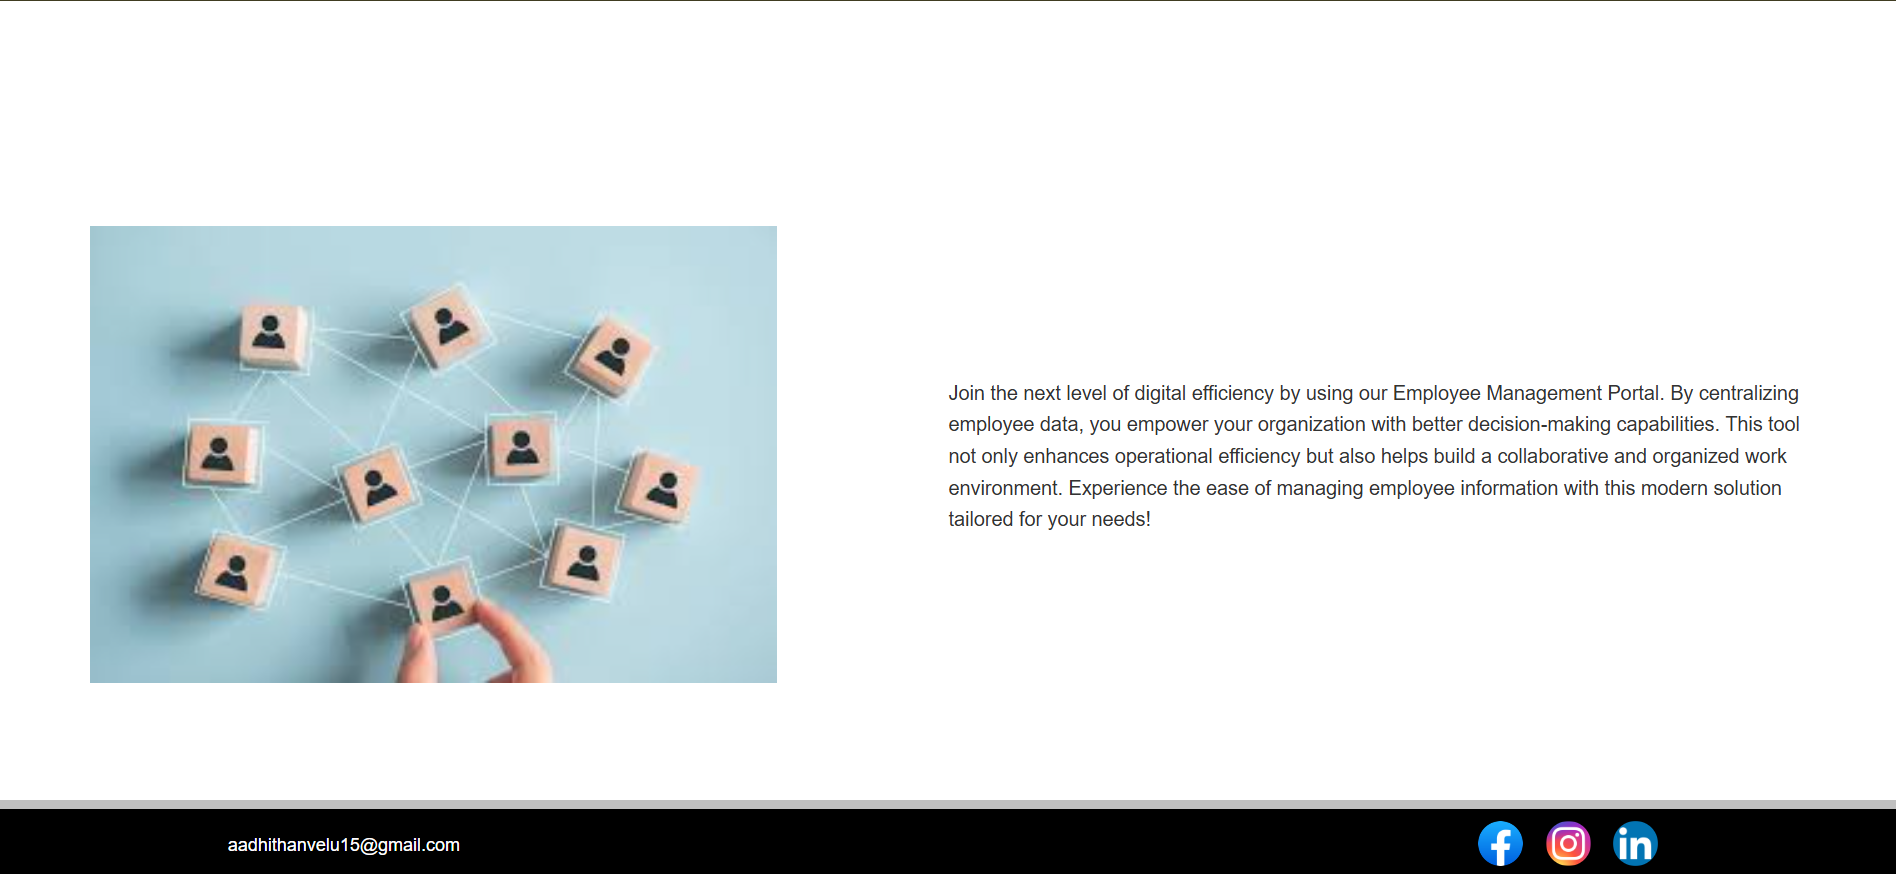 Join the next level of digital efficiency by using our Employee Management Portal. By centralizing
employee data, you empower your organization with better decision-making capabilities. This tool
not only enhances operational efficiency but also helps build a collaborative and organized work
environment. Experience the ease of managing employee information with this modern solution
tailored for your needs!
aadhithanvelu15@gmail.com
in